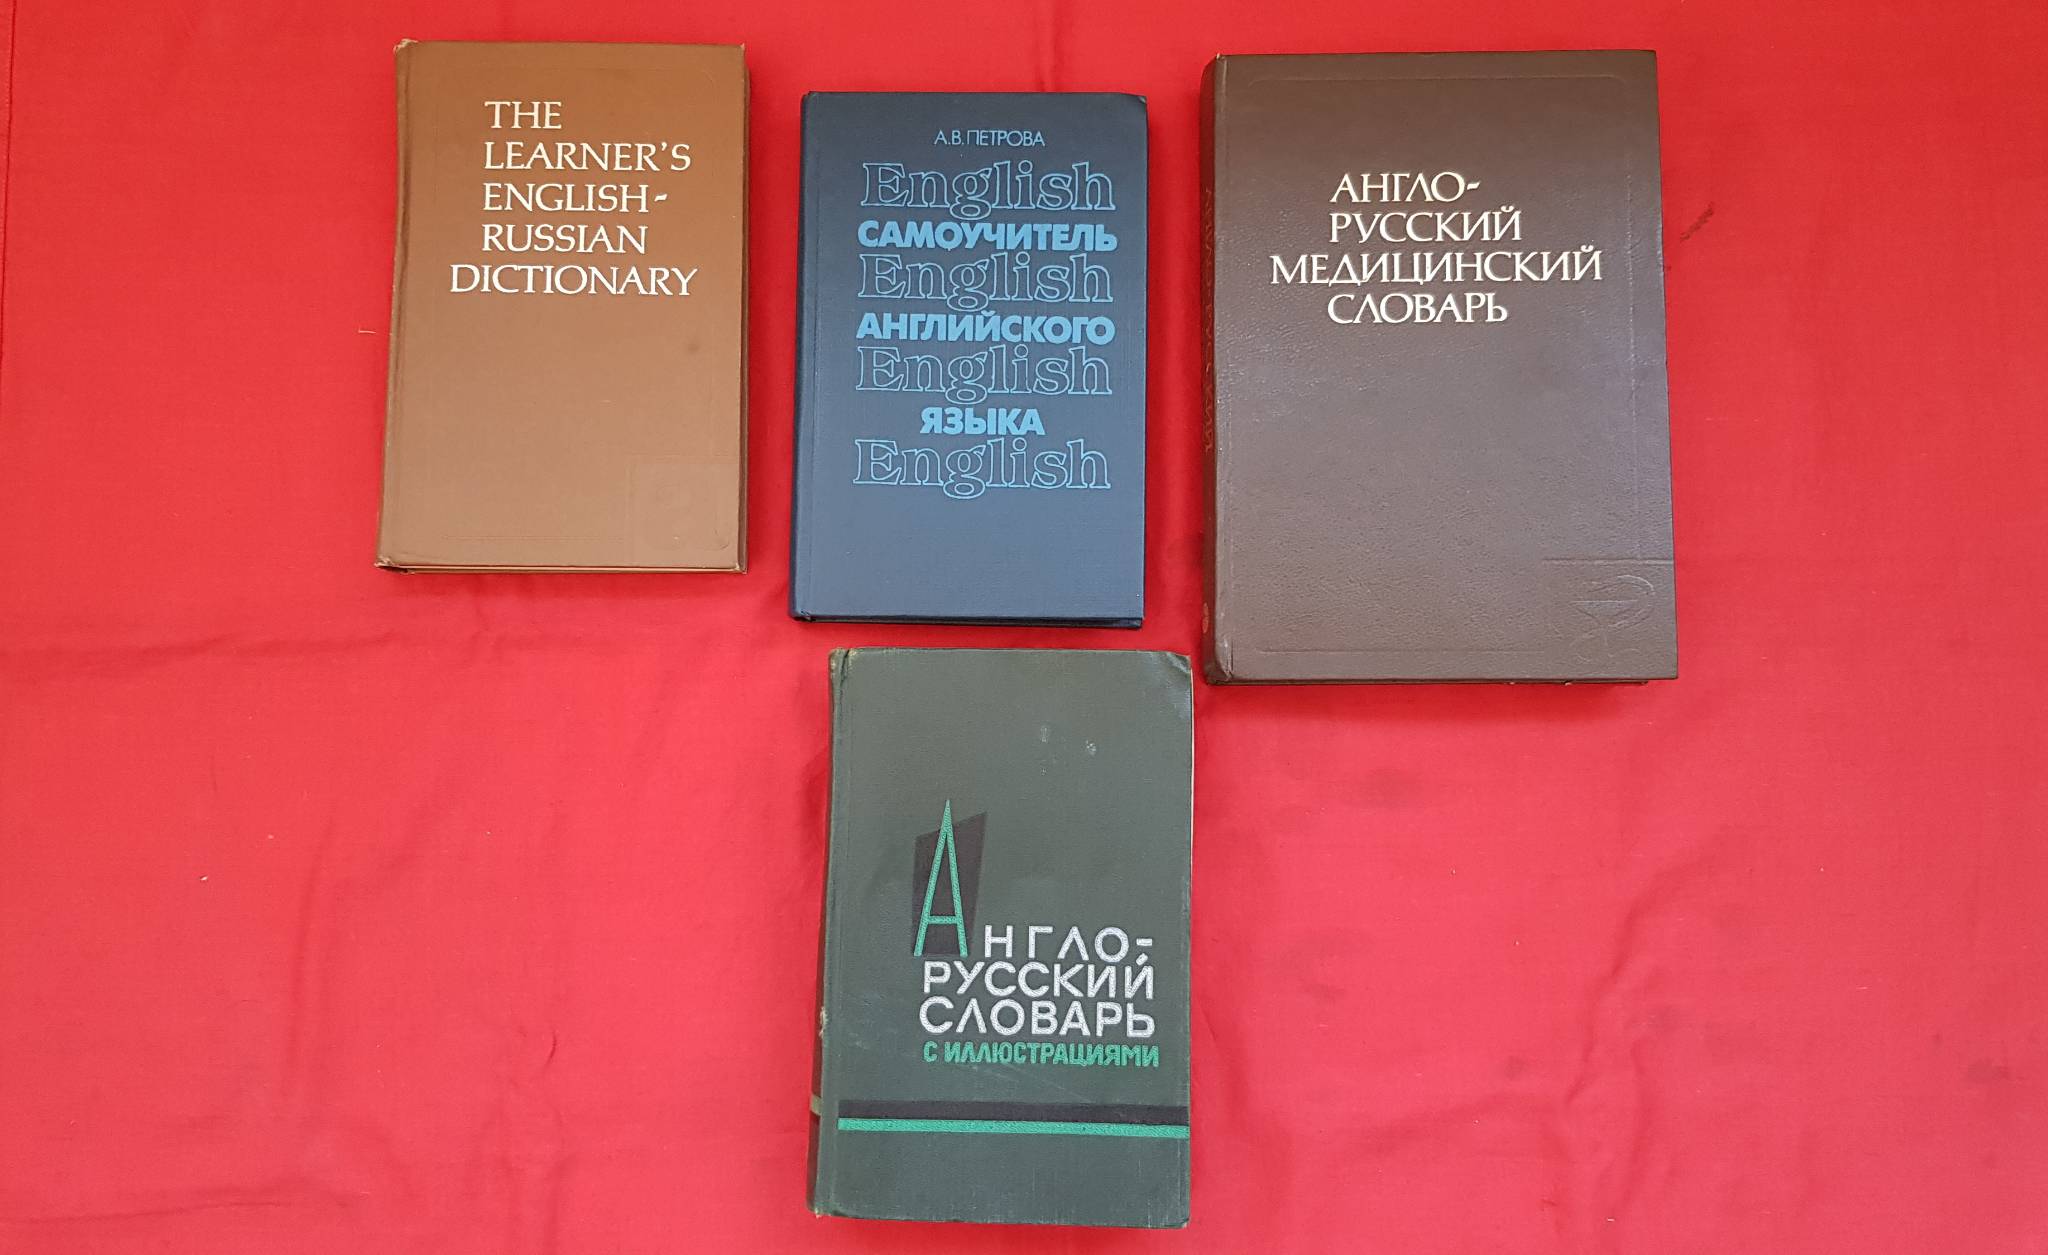 THE
LEARNER'S
ENGLISH-
RUSSIAN
DICTIONARY
А.В.ПЕТРОВА
English
САМОУЧИТЕЛЬ
English
АНГЛИЙСКОГО
English
ЯЗЫКА
English
АНГЛО-
РУССКИЙ
МЕДИЦИНСКИЙ
СЛОВАРЬ
АНГЛО-
РУССКИЙ
СЛОВАРЬ
С ИЛЛЮСТРАЦИЯМИ